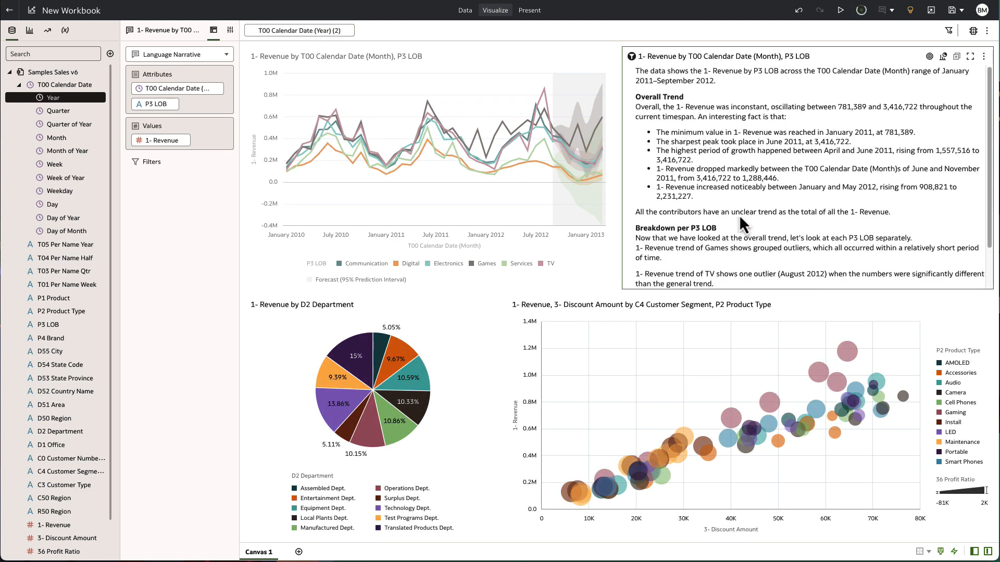 New Workbook
Data
Visualize
Present
BM
1- Revenue by T00 ...
T00 Calendar Date (Year) (2)
Search
Samples Sales v6
T00 Calendar Date
Year
Quarter
Quarter of Year
Month
Month of Year
Week
Week of Year
Weekday
Day
Day of Year
Day of Month
T05 Per Name Year
T04 Per Name Half
T03 Per Name Qtr
T01 Per Name Week
P1 Product
P2 Product Type
P3 LOB
P4 Brand
D55 City
D54 State Code
D53 State Province
D52 Country Name
D51 Area
D50 Region
D2 Department
D1 Office
C0 Customer Numbe...
C4 Customer Segme...
C3 Customer Type
C50 Region
R50 Region
1- Revenue
3- Discount Amount
36 Profit Ratio
Language Narrative
Attributes
T00 Calendar Date (...
P3 LOB
Values
1- Revenue
Filters
1- Revenue by T00 Calendar Date (Month), P3 LOB
1.0M
0.8M
0.6M
0.4M
0.2M
0.0
-0.2M
-0.4M
1- Revenue
January 2010
July 2010
January 2011
July 2011
January 2012
July 2012
January 2013
T00 Calendar Date (Month)
P3 LOB
Communication
Digital
Electronics
Games
Services
TV
Forecast (95% Prediction Interval)
1- Revenue by T00 Calendar Date (Month), P3 LOB
The data shows the 1- Revenue by P3 LOB across the T00 Calendar Date (Month) range of January
2011–September 2012.
Overall Trend
Overall, the 1- Revenue was inconstant, oscillating between 781,389 and 3,416,722 throughout the
current timespan. An interesting fact is that:
The minimum value in 1- Revenue was reached in January 2011, at 781,389.
The sharpest peak took place in June 2011, at 3,416,722.
The highest period of growth happened between April and June 2011, rising from 1,557,516 to
3,416,722.
1- Revenue dropped markedly between the T00 Calendar Date (Month)s of June and November
2011, from 3,416,722 to 1,288,446.
1- Revenue increased noticeably between January and May 2012, rising from 908,821 to
2,231,227.
All the contributors have an unclear trend as the total of all the 1- Revenue.
Breakdown per P3 LOB
Now that we have looked at the overall trend, let's look at each P3 LOB separately.
1- Revenue trend of Games shows grouped outliers, which all occurred within a relatively short period
of time.
1- Revenue trend of TV shows one outlier (August 2012) when the numbers were significantly different
than the general trend.
1- Revenue by D2 Department
5.05%
9.67%
10.59%
10.33%
10.86%
10.15%
5.11%
13.86%
9.39%
15%
D2 Department
Assembled Dept.
Entertainment Dept.
Equipment Dept.
Local Plants Dept.
Manufactured Dept.
Operations Dept.
Surplus Dept.
Technology Dept.
Test Programs Dept.
Translated Products Dept.
1- Revenue, 3- Discount Amount by C4 Customer Segment, P2 Product Type
1.4M
1.2M
1.0M
0.8M
0.6M
0.4M
0.2M
0.0
1- Revenue
0
10K
20K
30K
40K
50K
60K
70K
80K
3- Discount Amount
P2 Product Type
AMOLED
Accessories
Audio
Camera
Cell Phones
Gaming
Install
LED
Maintenance
Portable
Smart Phones
36 Profit Ratio
-81K
2K
Canvas 1